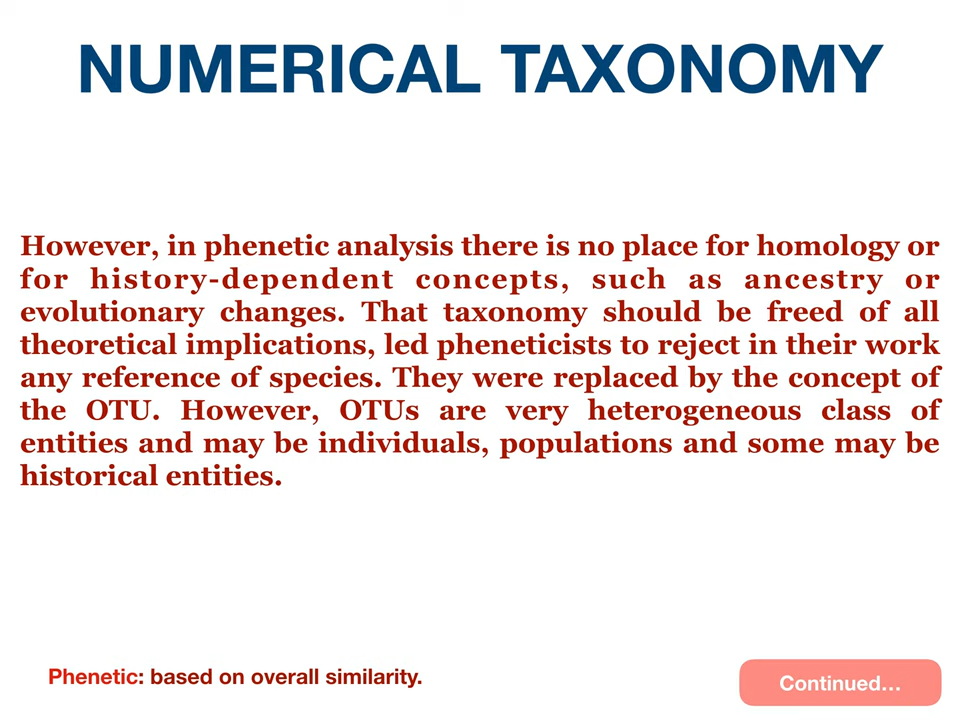 NUMERICAL TAXONOMY
However, in phenetic analysis there is no place for homology or
for history-dependent concepts, such as ancestry or
evolutionary changes. That taxonomy should be freed of all
theoretical implications, led pheneticists to reject in their work
any reference of species. They were replaced by the concept of
the OTU. However, OTUs are very heterogeneous class of
entities and may be individuals, populations and some may be
historical entities.
Phenetic: based on overall similarity.
Continued...